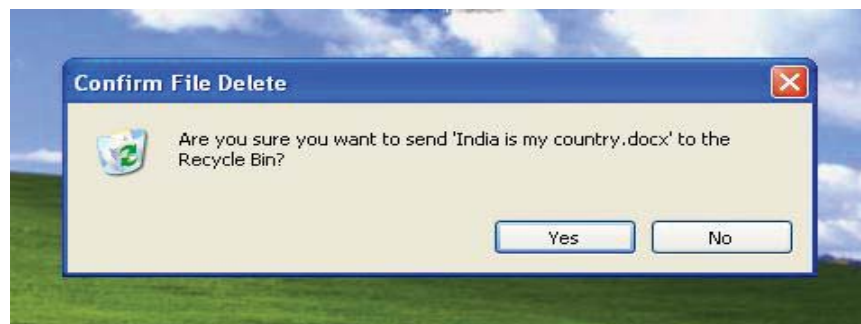 Confirm File Delete
Are you sure you want to send 'India is my country.docx' to the
Recycle Bin?
Yes
No